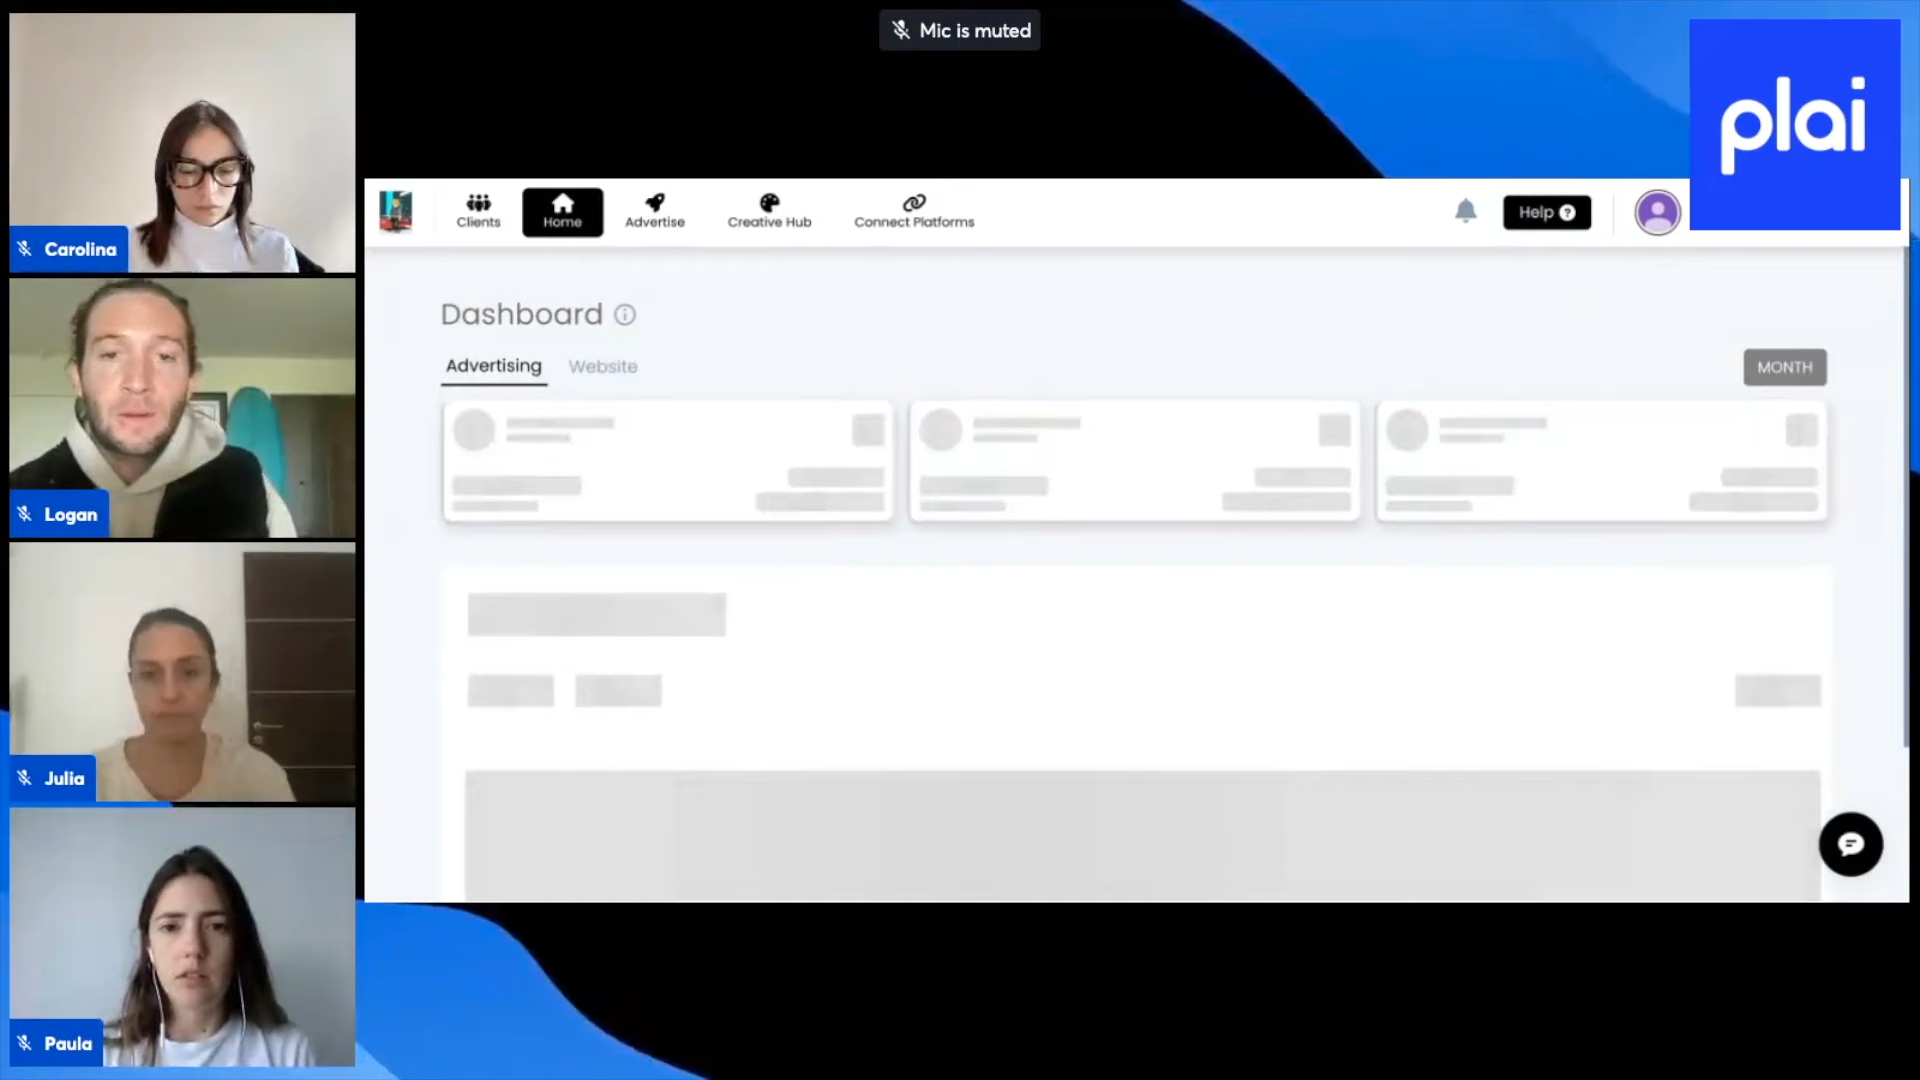 Mic is muted
plai
Carolina
Logan
Julia
Paula
Clients
Home
Advertise
Creative Hub
Connect Platforms
Help ?
Dashboard
Advertising
Website
MONTH